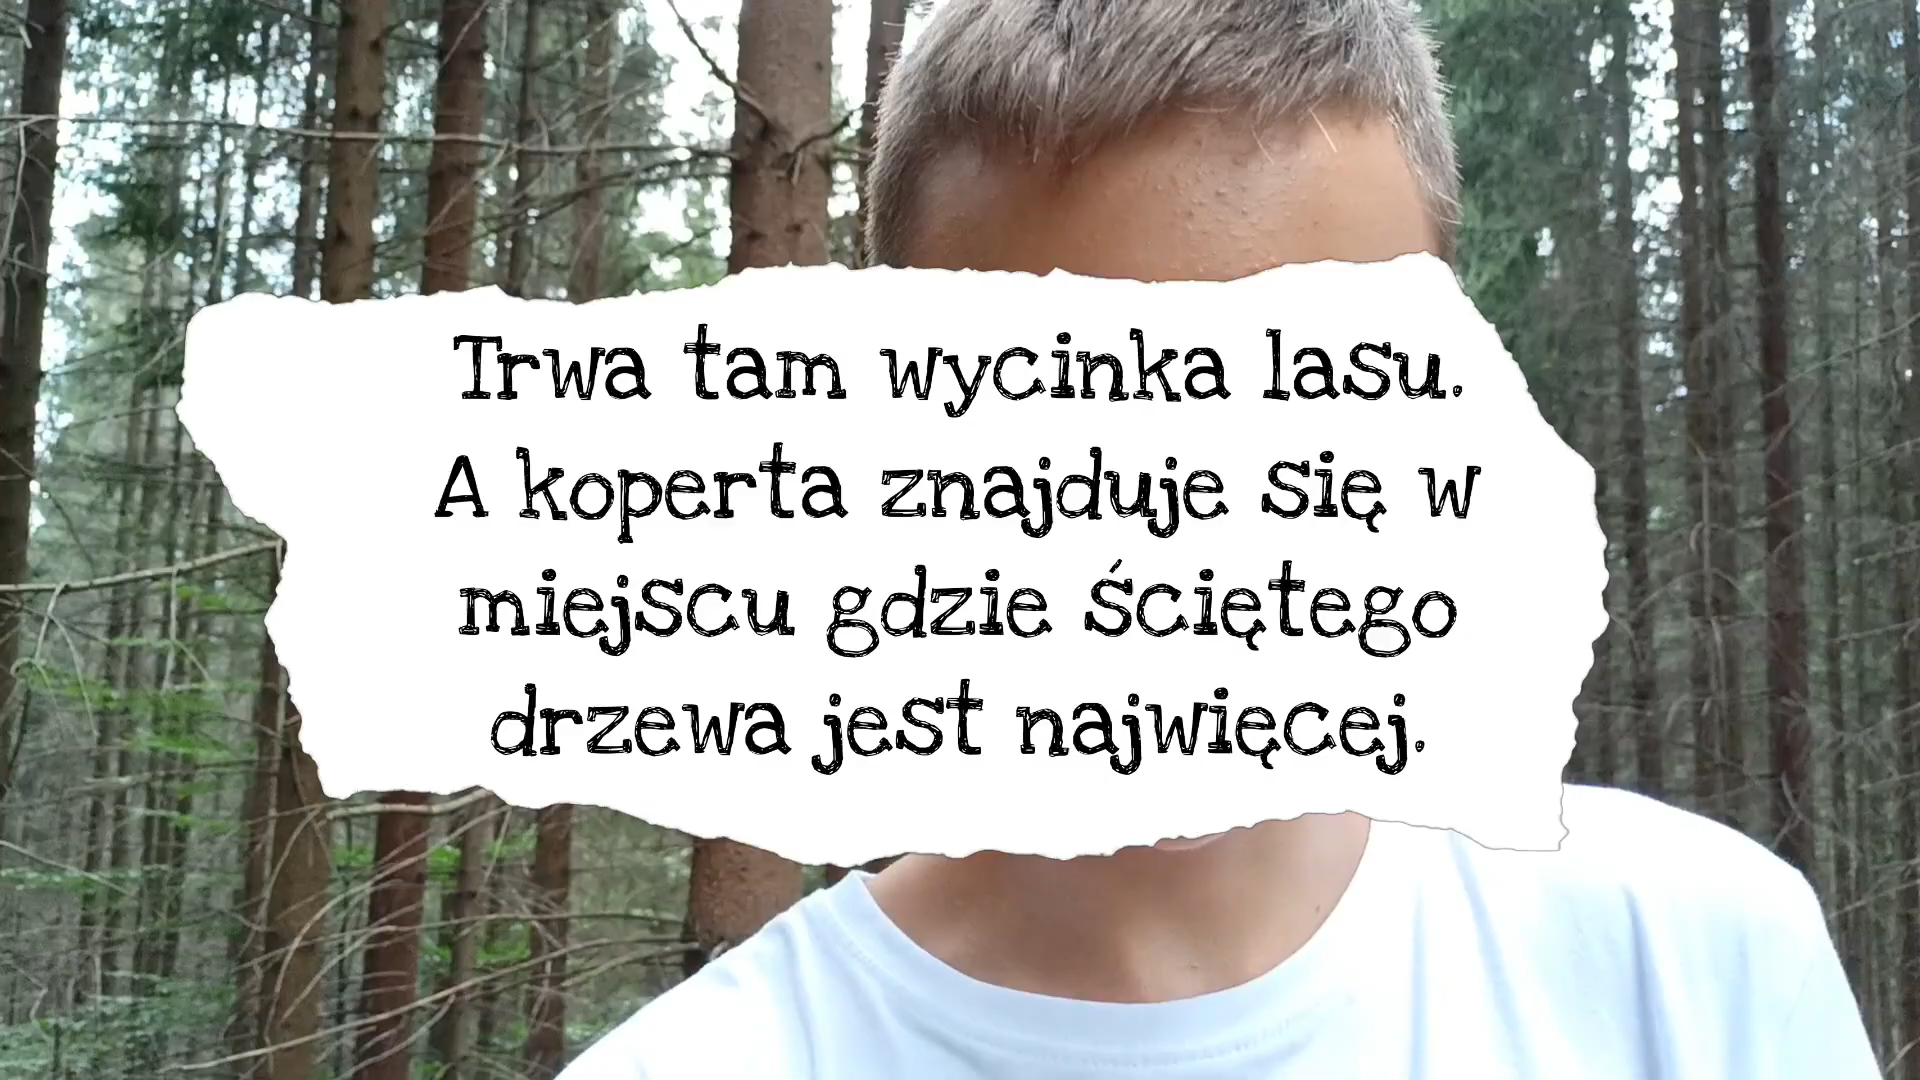 Trwa tam wycinka lasu.
A koperta znajduje się w
miejscu gdzie ściętego
drzewa jest najwięcej.